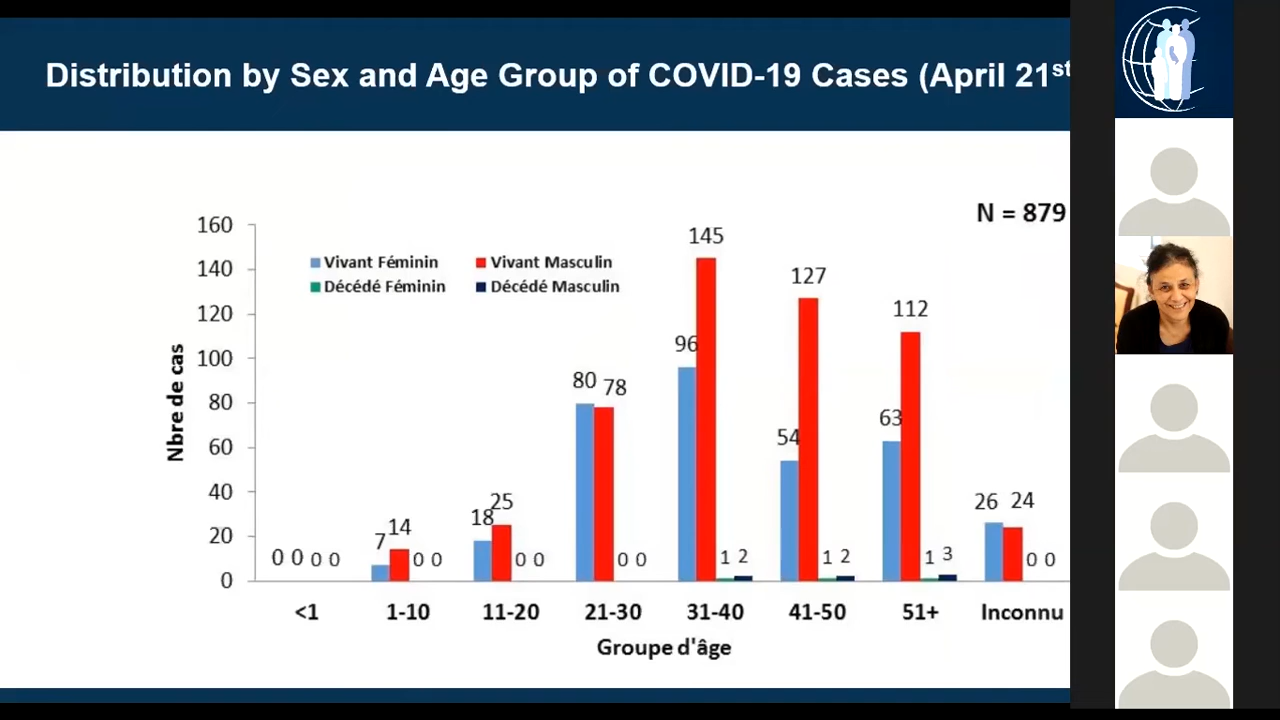 Distribution by Sex and Age Group of COVID-19 Cases (April 21st
N = 879
Vivant Féminin Vivant Masculin
Décédé Féminin Décédé Masculin
Nbre de cas
160
140
120
100
80
60
40
20
0
0 0 0 0
7 14 0 0
18 25 0 0
80 78 0 0
96 145 1 2
54 127 1 2
63 112 1 3
26 24 0 0
<1 1-10 11-20 21-30 31-40 41-50 51+ Inconnu
Groupe d'âge